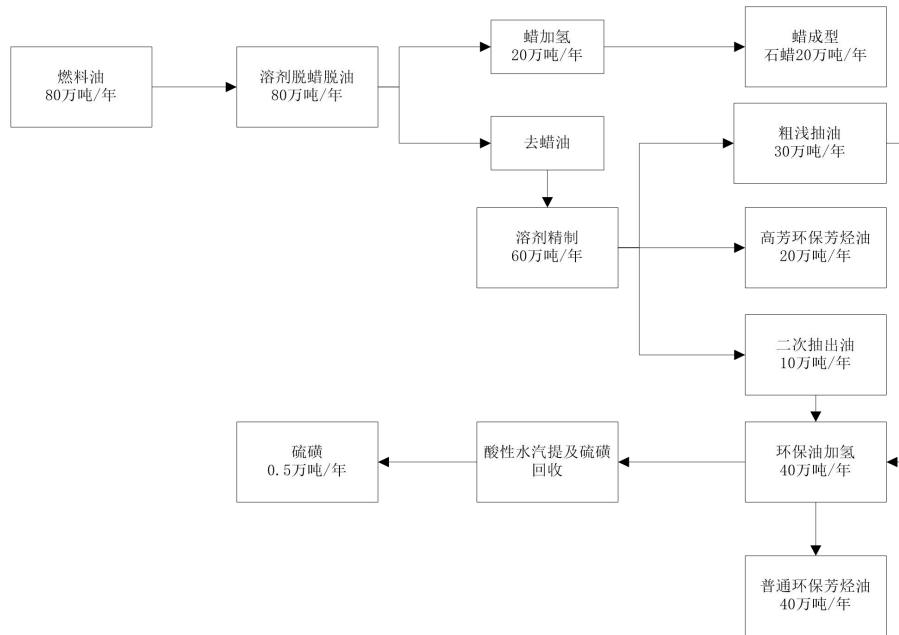 燃料油
80万吨/年
溶剂脱蜡脱油
80万吨/年
蜡加氢
20万吨/年
蜡成型
石蜡20万吨/年
去蜡油
粗浅抽油
30万吨/年
溶剂精制
60万吨/年
高芳环保芳烃油
20万吨/年
二次抽出油
10万吨/年
硫磺
0.5万吨/年
酸性水汽提及硫磺
回收
环保油加氢
40万吨/年
普通环保芳烃油
40万吨/年